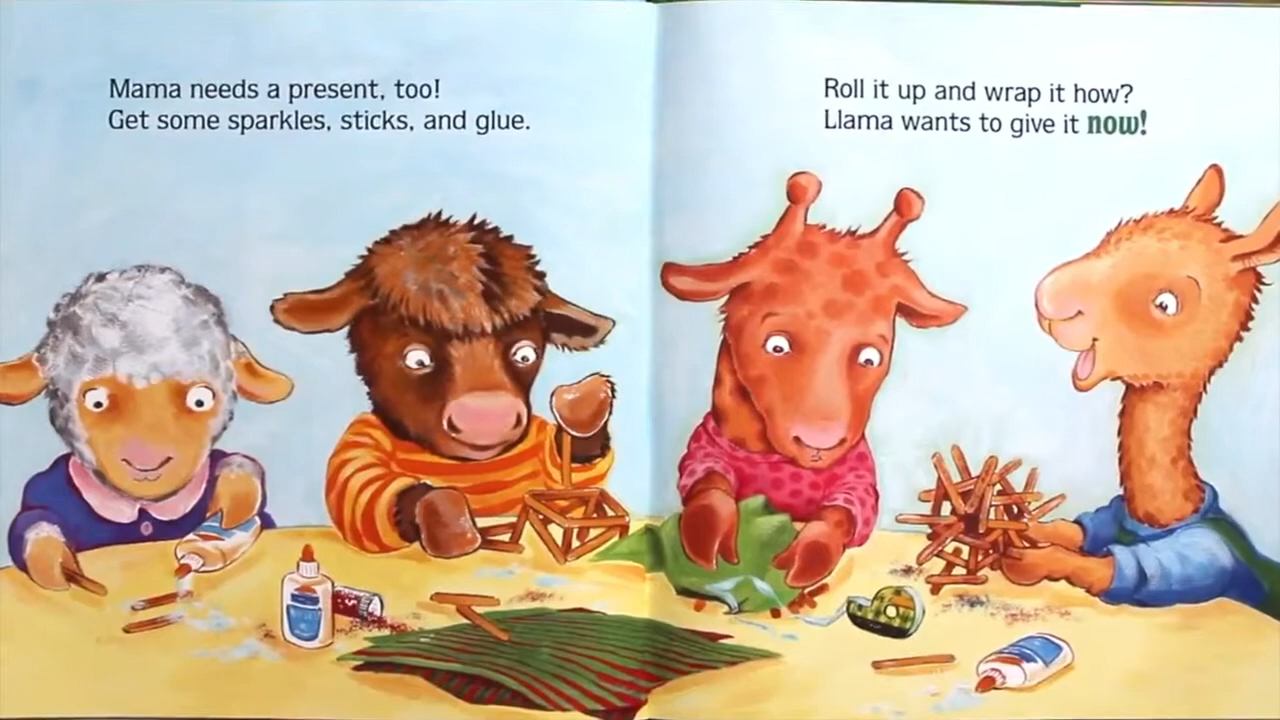 Mama needs a present, too!
Get some sparkles, sticks, and glue.
Roll it up and wrap it how?
Llama wants to give it now!